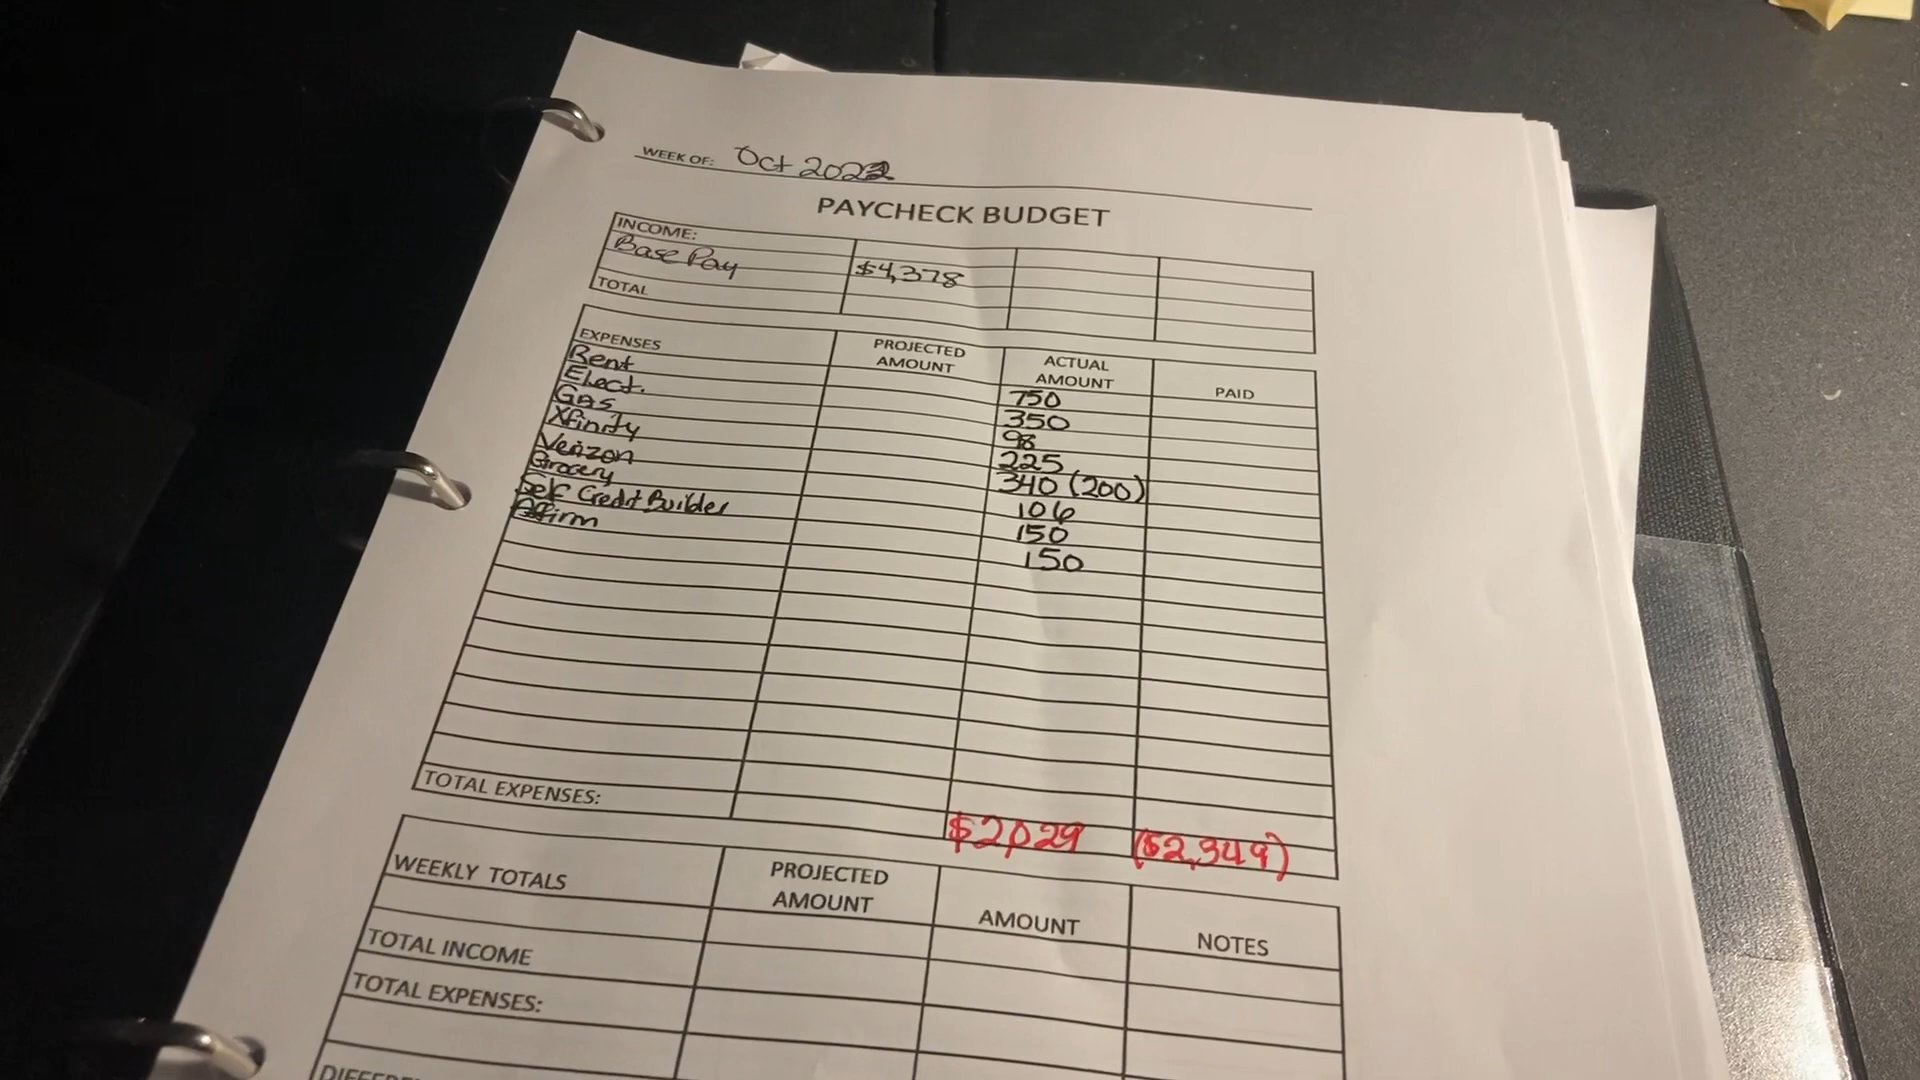 WEEK OF: Oct 2022
PAYCHECK BUDGET
INCOME:
Base Pay $4,378
TOTAL
EXPENSES PROJECTED AMOUNT ACTUAL AMOUNT PAID
Rent 750
Elect. 350
GAS 98
Xfinity 225
Verizon 340 (200)
Grocery 106
Self Credit Builder 150
Affirm 150
TOTAL EXPENSES: $2,029 ($2,349)
WEEKLY TOTALS PROJECTED AMOUNT AMOUNT NOTES
TOTAL INCOME
TOTAL EXPENSES: